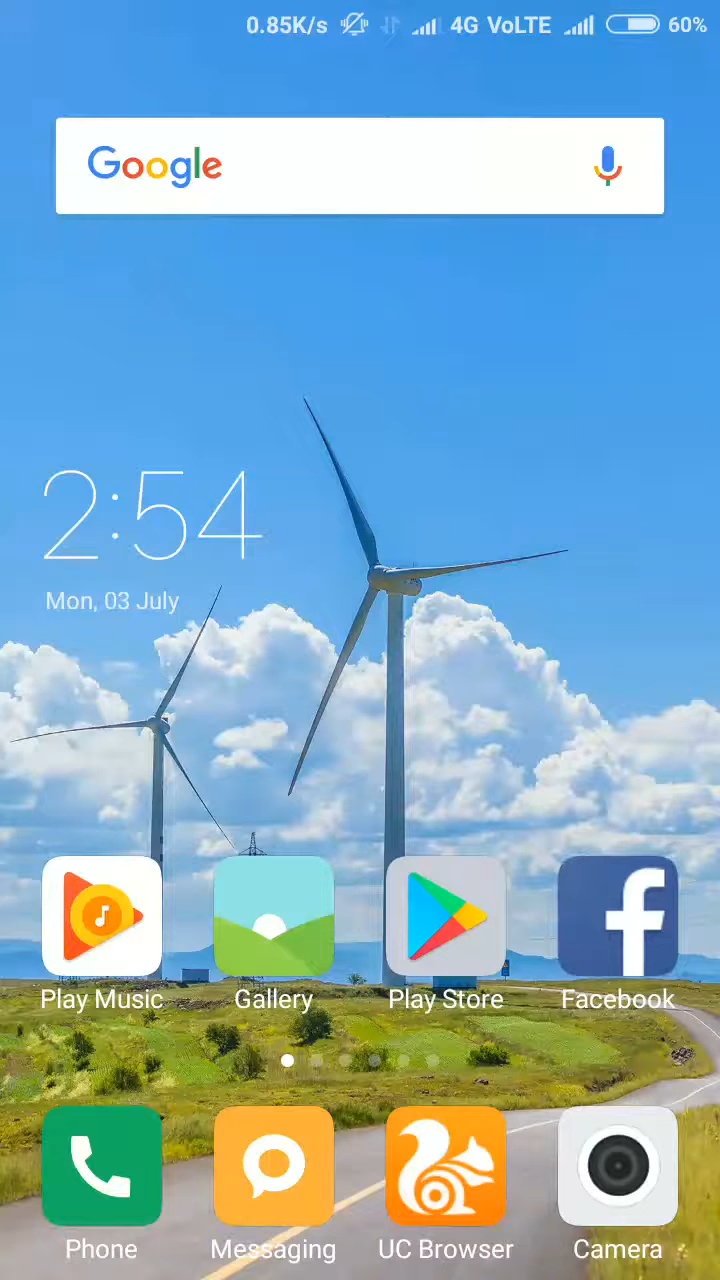 0.85K/s 4G VoLTE 60%
Google
2:54
Mon, 03 July
Play Music Gallery Play Store Facebook
Phone Messaging UC Browser Camera